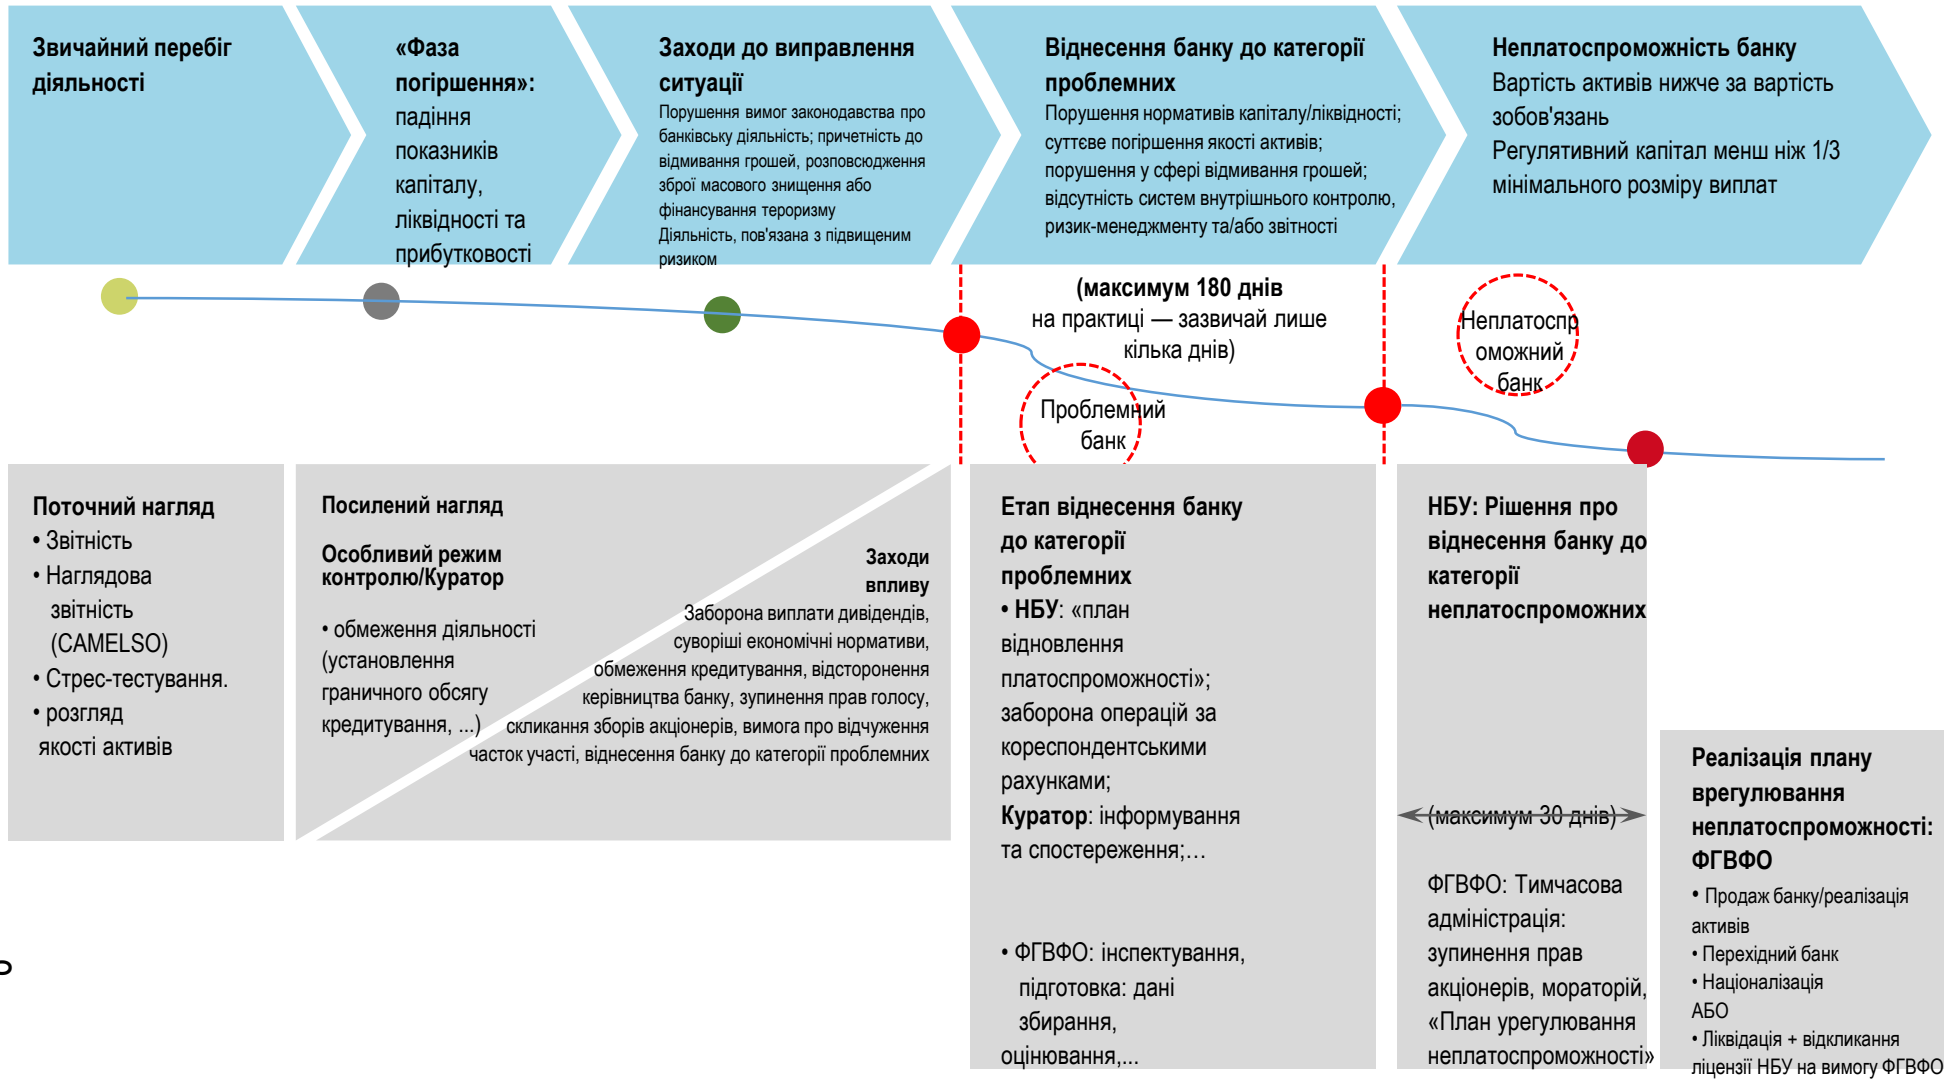 Звичайний перебіг
діяльності
«Фаза
погіршення»:
падіння
показників
капіталу,
ліквідності та
прибутковості
Заходи до виправлення
ситуації
Порушення вимог законодавства про
банківську діяльність; причетність до
відмивання грошей, розповсюдження
зброї масового знищення або
фінансування тероризму
Діяльність, пов'язана з підвищеним
ризиком
Віднесення банку до категорії
проблемних
Порушення нормативів капіталу/ліквідності;
суттєве погіршення якості активів;
порушення у сфері відмивання грошей;
відсутність систем внутрішнього контролю,
ризик-менеджменту та/або звітності
Неплатоспроможність банку
Вартість активів нижче за вартість
зобов'язань
Регулятивний капітал менш ніж 1/3
мінімального розміру виплат
(максимум 180 днів
на практиці — зазвичай лише
кілька днів)
Неплатоспр
оможний
банк
Проблемний
банк
Поточний нагляд
• Звітність
• Наглядова
звітність
(CAMELSO)
• Стрес-тестування.
• розгляд
якості активів
Посилений нагляд
Особливий режим
контролю/Куратор
• обмеження діяльності
(установлення
граничного обсягу
кредитування, ...)
Заходи
впливу
Заборона виплати дивідендів,
суворіші економічні нормативи,
обмеження кредитування, відсторонення
керівництва банку, зупинення прав голосу,
скликання зборів акціонерів, вимога про відчуження
часток участі, віднесення банку до категорії проблемних
Етап віднесення банку
до категорії
проблемних
• НБУ: «план
відновлення
платоспроможності»;
заборона операцій за
кореспондентськими
рахунками;
Куратор: інформування
та спостереження;…
• ФГВФО: інспектування,
підготовка: дані
збирання,
оцінювання,...
НБУ: Рішення про
віднесення банку до
категорії
неплатоспроможних
(максимум 30 днів)
ФГВФО: Тимчасова
адміністрація:
зупинення прав
акціонерів, мораторій,
«План урегулювання
неплатоспроможності»
Реалізація плану
врегулювання
неплатоспроможності:
ФГВФО
• Продаж банку/реалізація
активів
• Перехідний банк
• Націоналізація
АБО
• Ліквідація + відкликання
ліцензії НБУ на вимогу ФГВФО